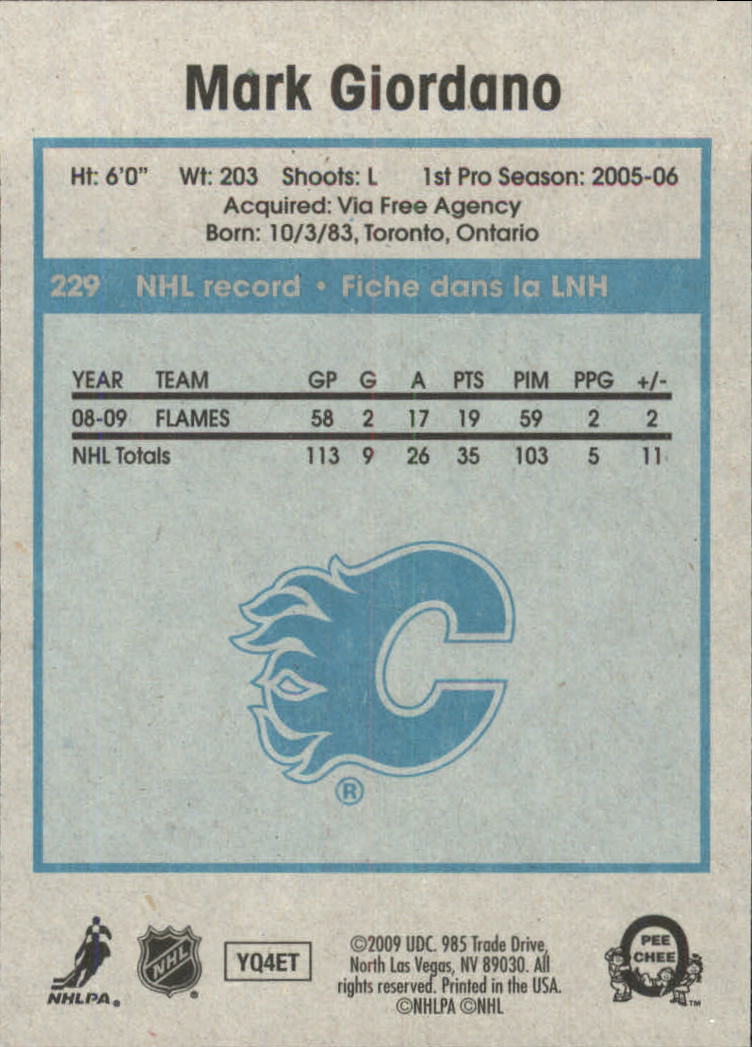 Mark Giordano
Ht: 6'0" Wt: 203 Shoots: L 1st Pro Season: 2005-06
Acquired: Via Free Agency
Born: 10/3/83, Toronto, Ontario
229 NHL record • Fiche dans la LNH
YEAR TEAM GP G A PTS PIM PPG +/-
08-09 FLAMES 58 2 17 19 59 2 2
NHL Totals 113 9 26 35 103 5 11
C
®
NHLPA®
NHL®
YQ4ET
©2009 UDC. 985 Trade Drive,
North Las Vegas, NV 89030. All
rights reserved. Printed in the USA.
©NHLPA ©NHL
O
PEE
CHEE
TM